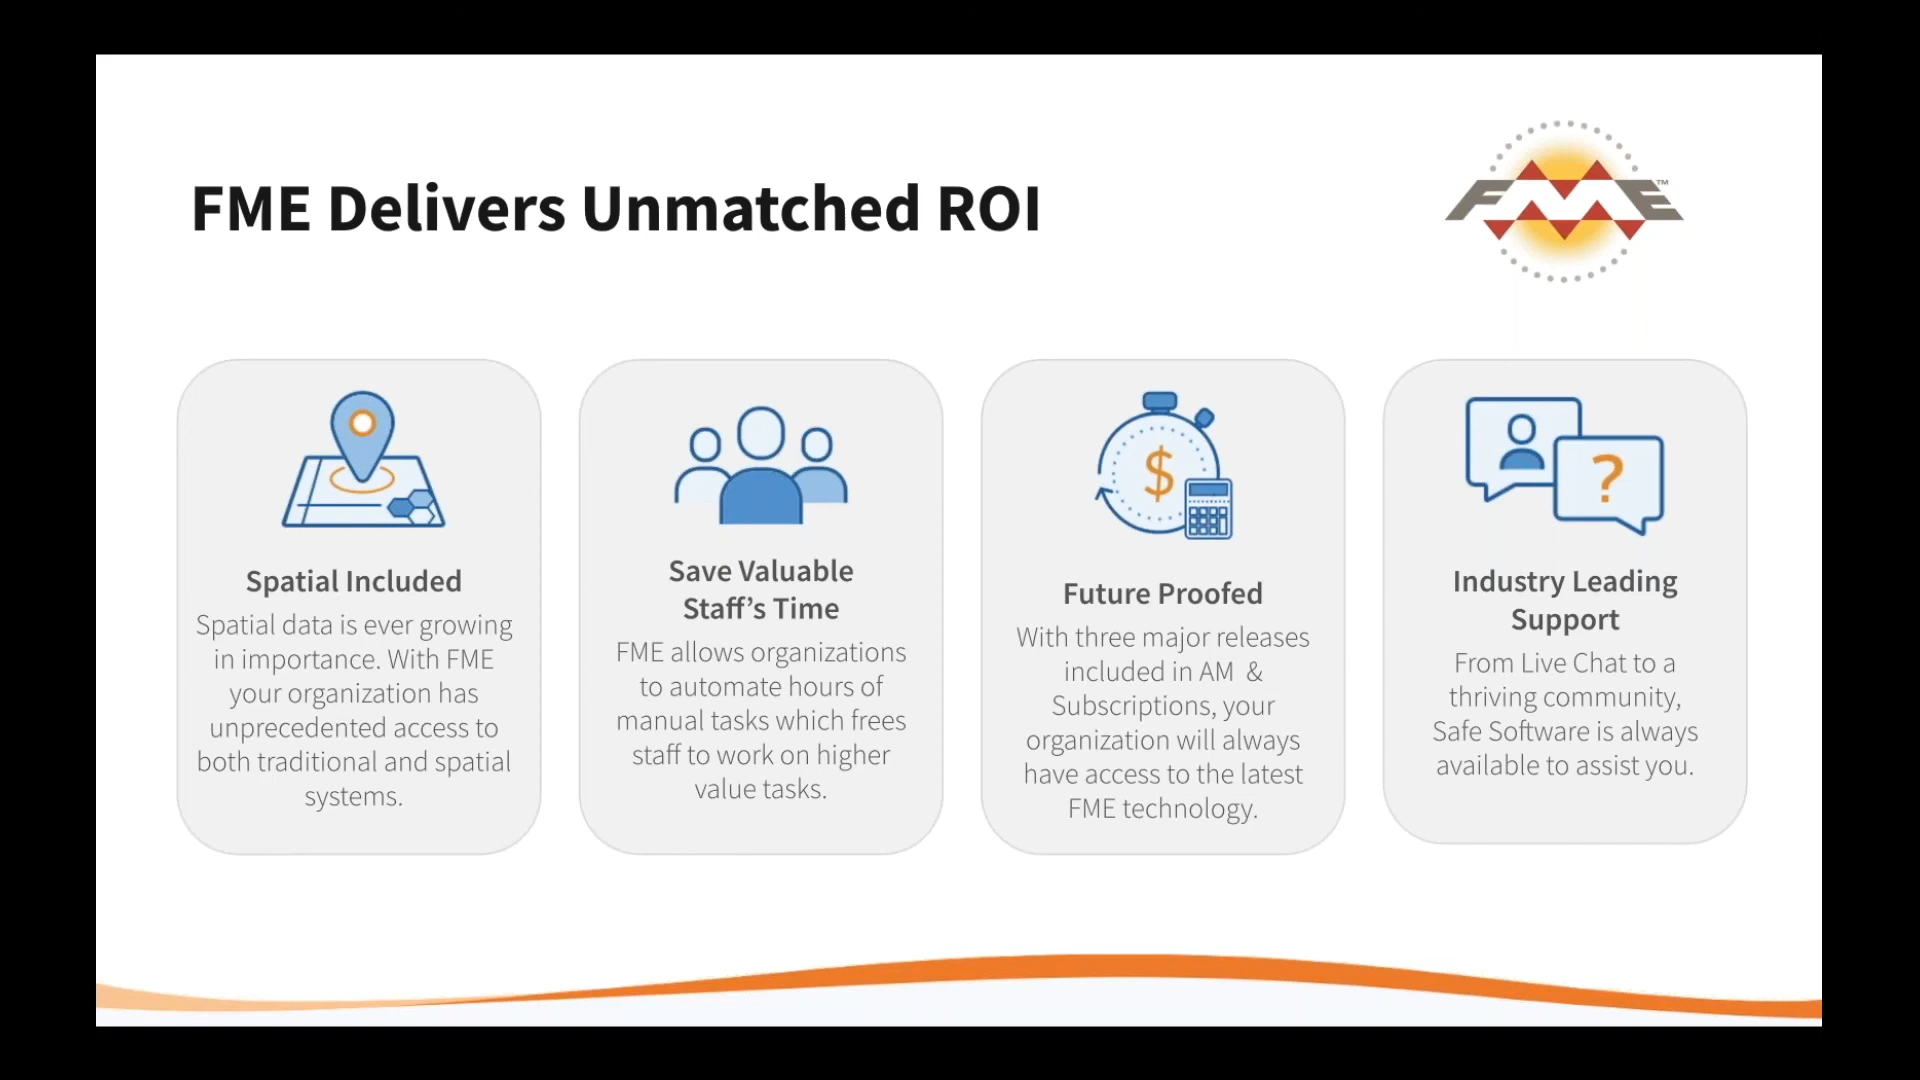 FME Delivers Unmatched ROI
FME™
$
?
Spatial Included
Spatial data is ever growing
in importance. With FME
your organization has
unprecedented access to
both traditional and spatial
systems.
Save Valuable
Staff’s Time
FME allows organizations
to automate hours of
manual tasks which frees
staff to work on higher
value tasks.
Future Proofed
With three major releases
included in AM &
Subscriptions, your
organization will always
have access to the latest
FME technology.
Industry Leading
Support
From Live Chat to a
thriving community,
Safe Software is always
available to assist you.